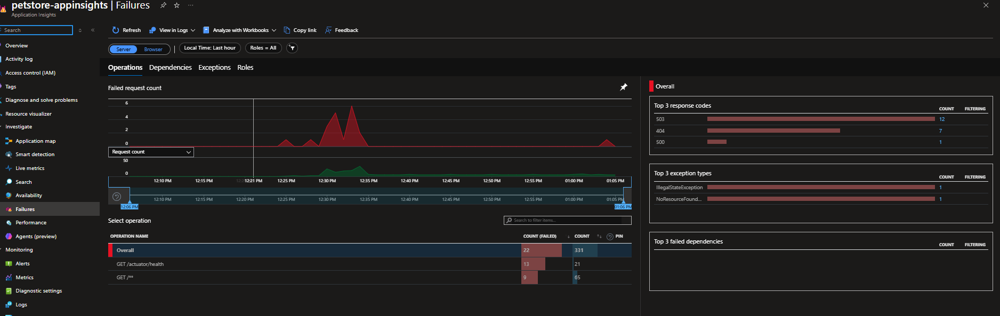 petstore-appinsights | Failures
Application Insights
Search
Refresh View in Logs Analyze with Workbooks Copy link Feedback
Overview
Activity log
Access control (IAM)
Tags
Diagnose and solve problems
Resource visualizer
Investigate
Application map
Smart detection
Live metrics
Search
Availability
Failures
Performance
Agents (preview)
Monitoring
Alerts
Metrics
Diagnostic settings
Logs
Server Browser | Local Time: Last hour Roles = All
Operations Dependencies Exceptions Roles
Failed request count
6
4
2
0
Request count
50
0
12:10 PM 12:15 PM 12:21 PM 12:25 PM 12:30 PM 12:35 PM 12:40 PM 12:45 PM 12:50 PM 12:55 PM 01:00 PM 01:05 PM
12:10 PM 12:15 PM 12:20 PM 12:25 PM 12:30 PM 12:35 PM 12:40 PM 12:45 PM 12:50 PM 12:55 PM 01:00 PM 01:05 PM
12:06 PM 01:06 PM
Select operation
Search to filter items...
OPERATION NAME COUNT (FAILED) COUNT PIN
Overall 22 331
GET /actuator/health 13 21
GET /** 9 65
Overall
Top 3 response codes
COUNT FILTERING
503 12
404 7
500 1
Top 3 exception types
COUNT FILTERING
IllegalStateException 1
NoResourceFound... 1
Top 3 failed dependencies
COUNT FILTERING